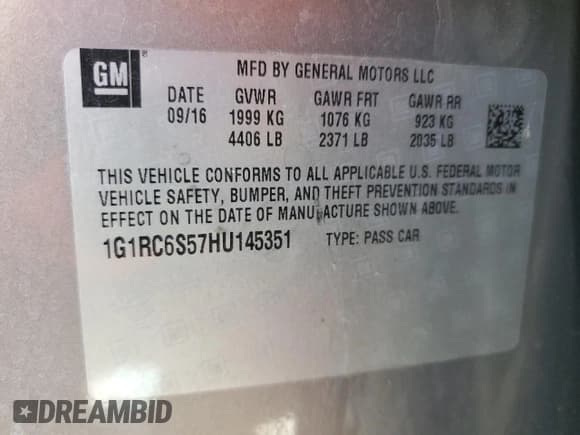 GM ®
MFD BY GENERAL MOTORS LLC
DATE GVWR GAWR FRT GAWR RR
09/16 1999 KG 1076 KG 923 KG
4406 LB 2371 LB 2035 LB
THIS VEHICLE CONFORMS TO ALL APPLICABLE U.S. FEDERAL MOTOR
VEHICLE SAFETY, BUMPER, AND THEFT PREVENTION STANDARDS IN
EFFECT ON THE DATE OF MANUFACTURE SHOWN ABOVE.
1G1RC6S57HU145351 TYPE: PASS CAR
DREAMBID